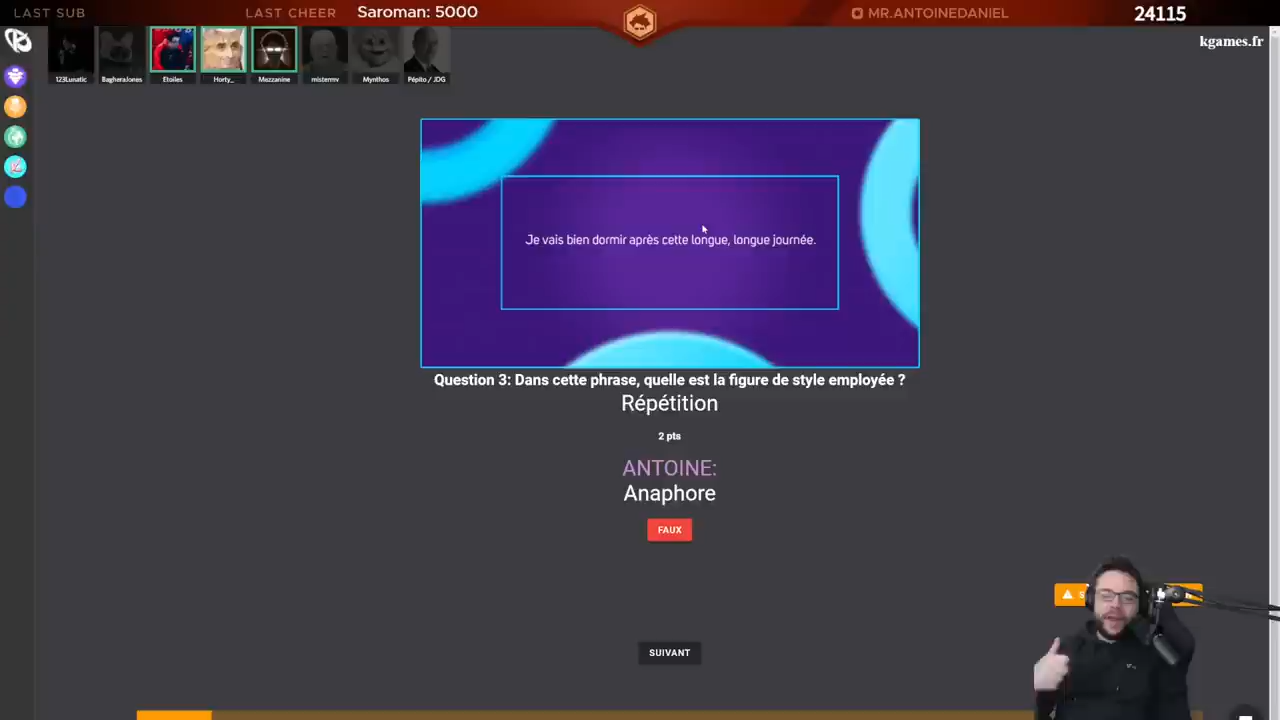 LAST SUB
LAST CHEER
Saroman: 5000
MR.ANTOINEDANIEL
24115
kgames.fr
123Lunatic
BagheraJones
Etoiles
Horty_
Mezzanine
mistermv
Mynthos
Pépito / JDG
Je vais bien dormir après cette longue, longue journée.
Question 3: Dans cette phrase, quelle est la figure de style employée ?
Répétition
2 pts
ANTOINE:
Anaphore
FAUX
SUIVANT